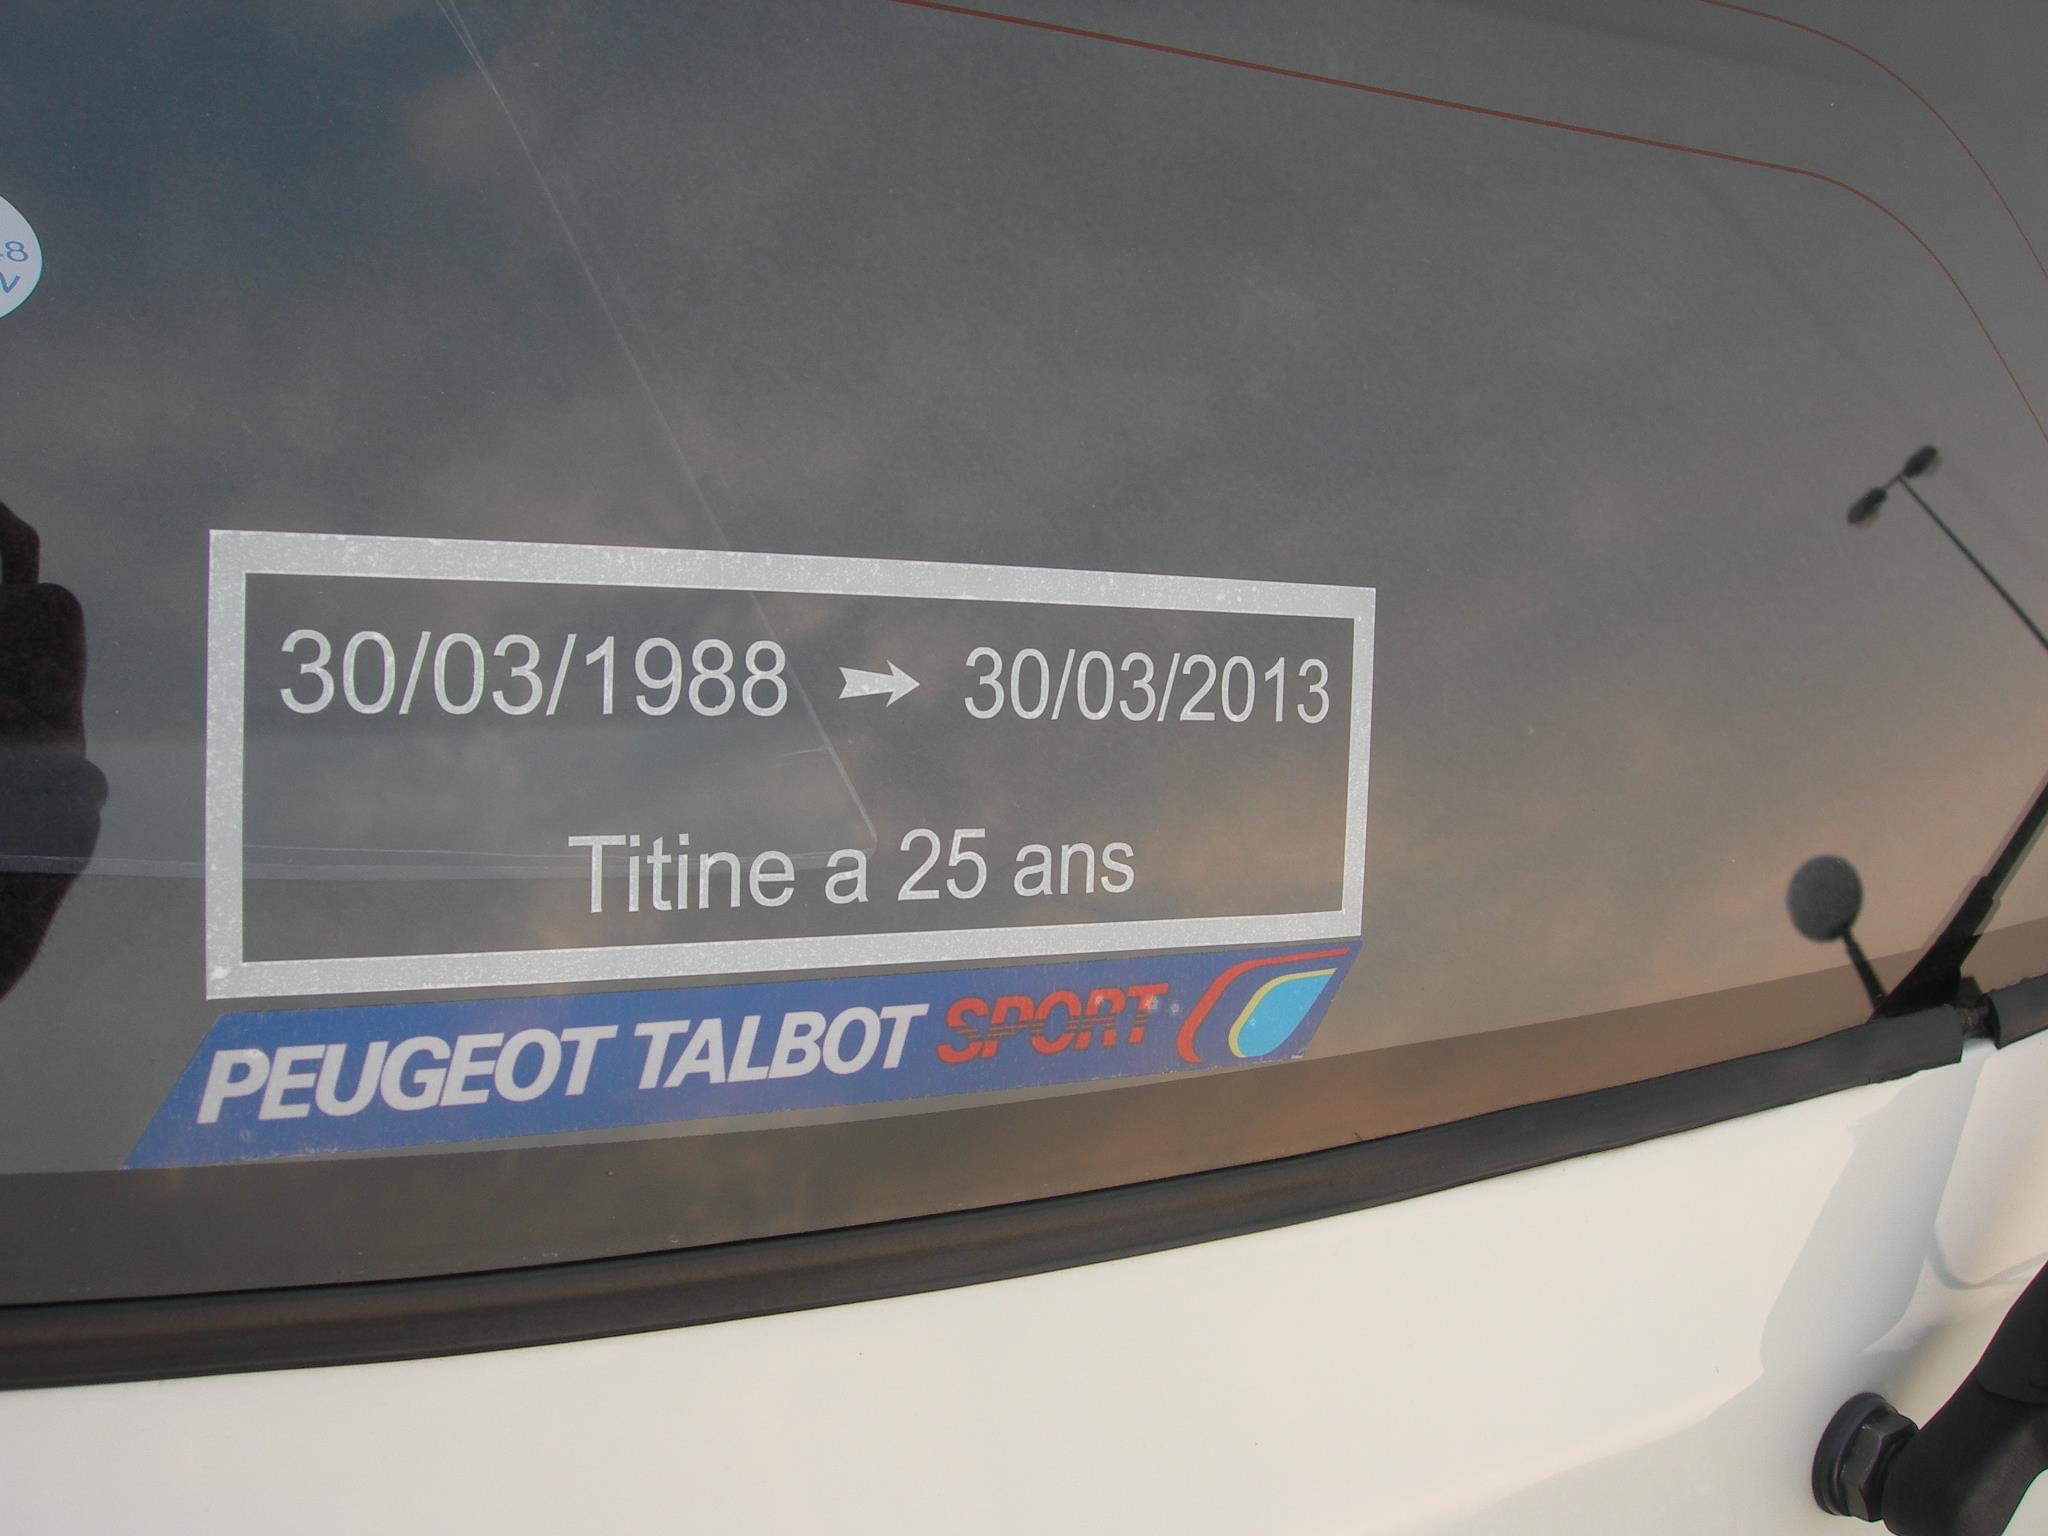 30/03/1988 ➛ 30/03/2013
Titine a 25 ans
PEUGEOT TALBOT SPORT